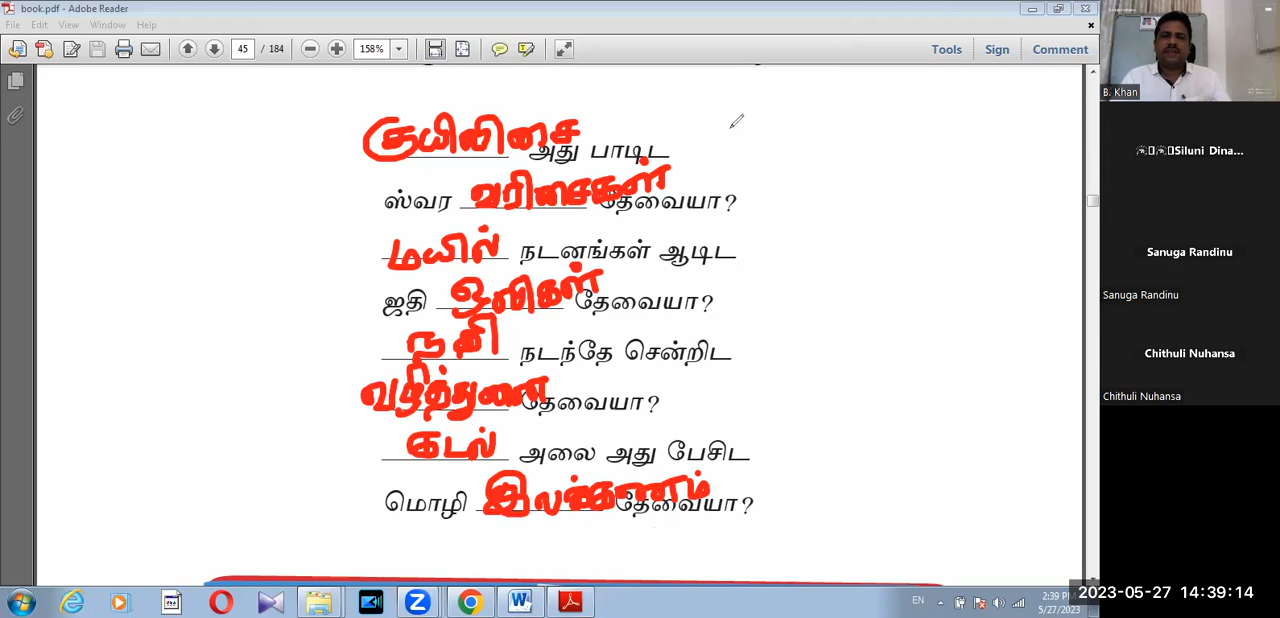 book.pdf - Adobe Reader
File Edit View Window Help
45 / 184 158% Tools Sign Comment
குயிலிசை அது பாடிட
ஸ்வர வரிசைகள் தேவையா?
மயில் நடனங்கள் ஆடிட
ஜதி ஒலிகள் தேவையா?
நதி நடந்தே சென்றிட
வழித்துணை தேவையா?
கடல் அலை அது பேசிட
மொழி இலக்கணம் தேவையா?
B. Khan
Siluni Dina...
Sanuga Randinu
Sanuga Randinu
Chithuli Nuhansa
Chithuli Nuhansa
EN 2:39 PM
5/27/2023
2023-05-27 14:39:14